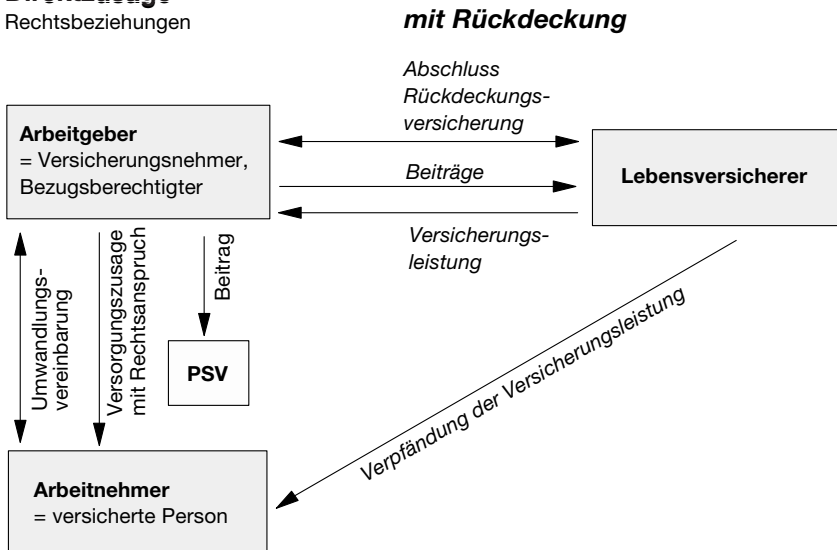 Direktzusage
Rechtsbeziehungen
mit Rückdeckung
Abschluss
Rückdeckungs-
versicherung
Arbeitgeber
= Versicherungsnehmer,
Bezugsberechtigter
Beiträge
Lebensversicherer
Versicherungs-
leistung
Umwandlungs-
vereinbarung
Versorgungszusage
mit Rechtsanspruch
Beitrag
PSV
Verpfändung der Versicherungsleistung
Arbeitnehmer
= versicherte Person